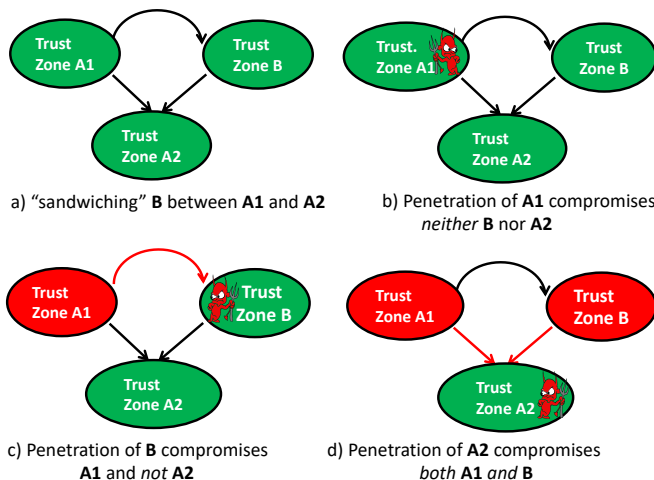 Trust
Zone A1
Trust
Zone B
Trust
Zone A2
a) “sandwiching” B between A1 and A2
Trust.
Zone A1
Trust
Zone B
Trust
Zone A2
b) Penetration of A1 compromises
neither B nor A2
Trust
Zone A1
Trust
Zone B
Trust
Zone A2
c) Penetration of B compromises
A1 and not A2
Trust
Zone A1
Trust
Zone B
Trust
Zone A2
d) Penetration of A2 compromises
both A1 and B